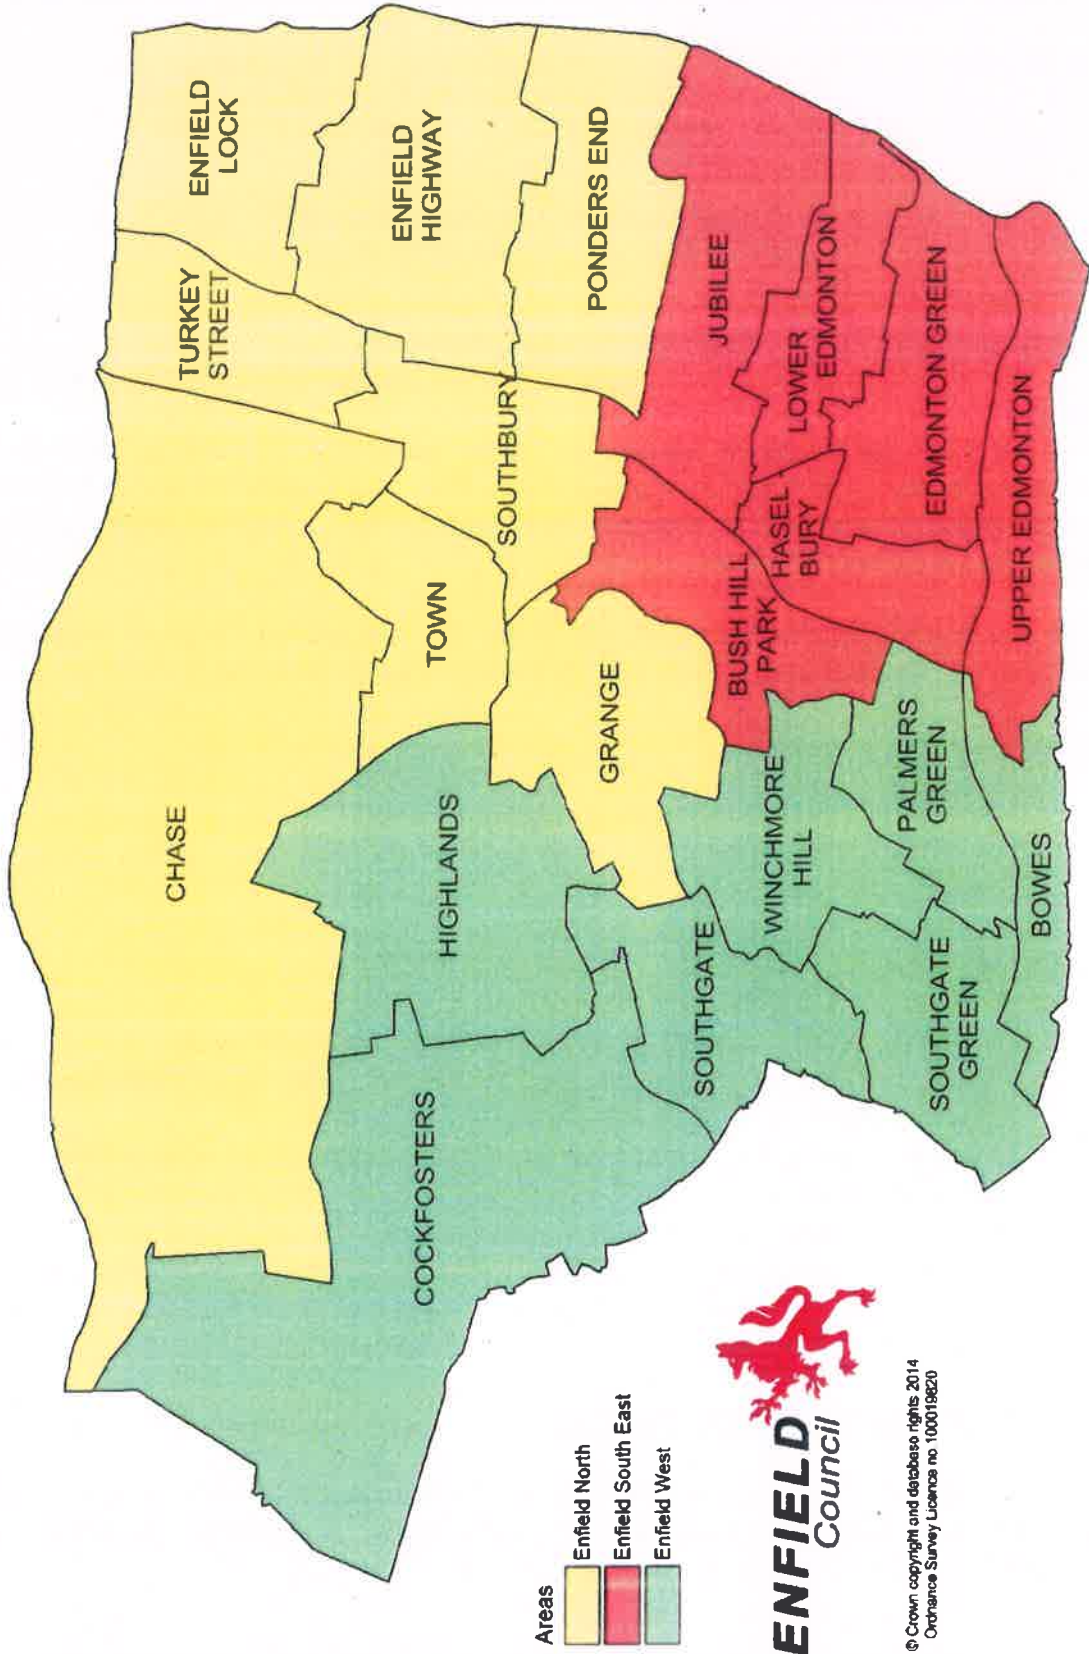 ENFIELD
LOCK
TURKEY
STREET
ENFIELD
HIGHWAY
CHASE
TOWN
SOUTHBURY
PONDERS END
HIGHLANDS
GRANGE
COCKFOSTERS
JUBILEE
BUSH HILL
PARK
HASEL
BURY
LOWER
EDMONTON
SOUTHGATE
WINCHMORE
HILL
EDMONTON GREEN
PALMERS
GREEN
SOUTHGATE
GREEN
UPPER EDMONTON
BOWES
Areas
Enfield North
Enfield South East
Enfield West
ENFIELD
Council
© Crown copyright and database rights 2014
Ordnance Survey Licence no 100019820